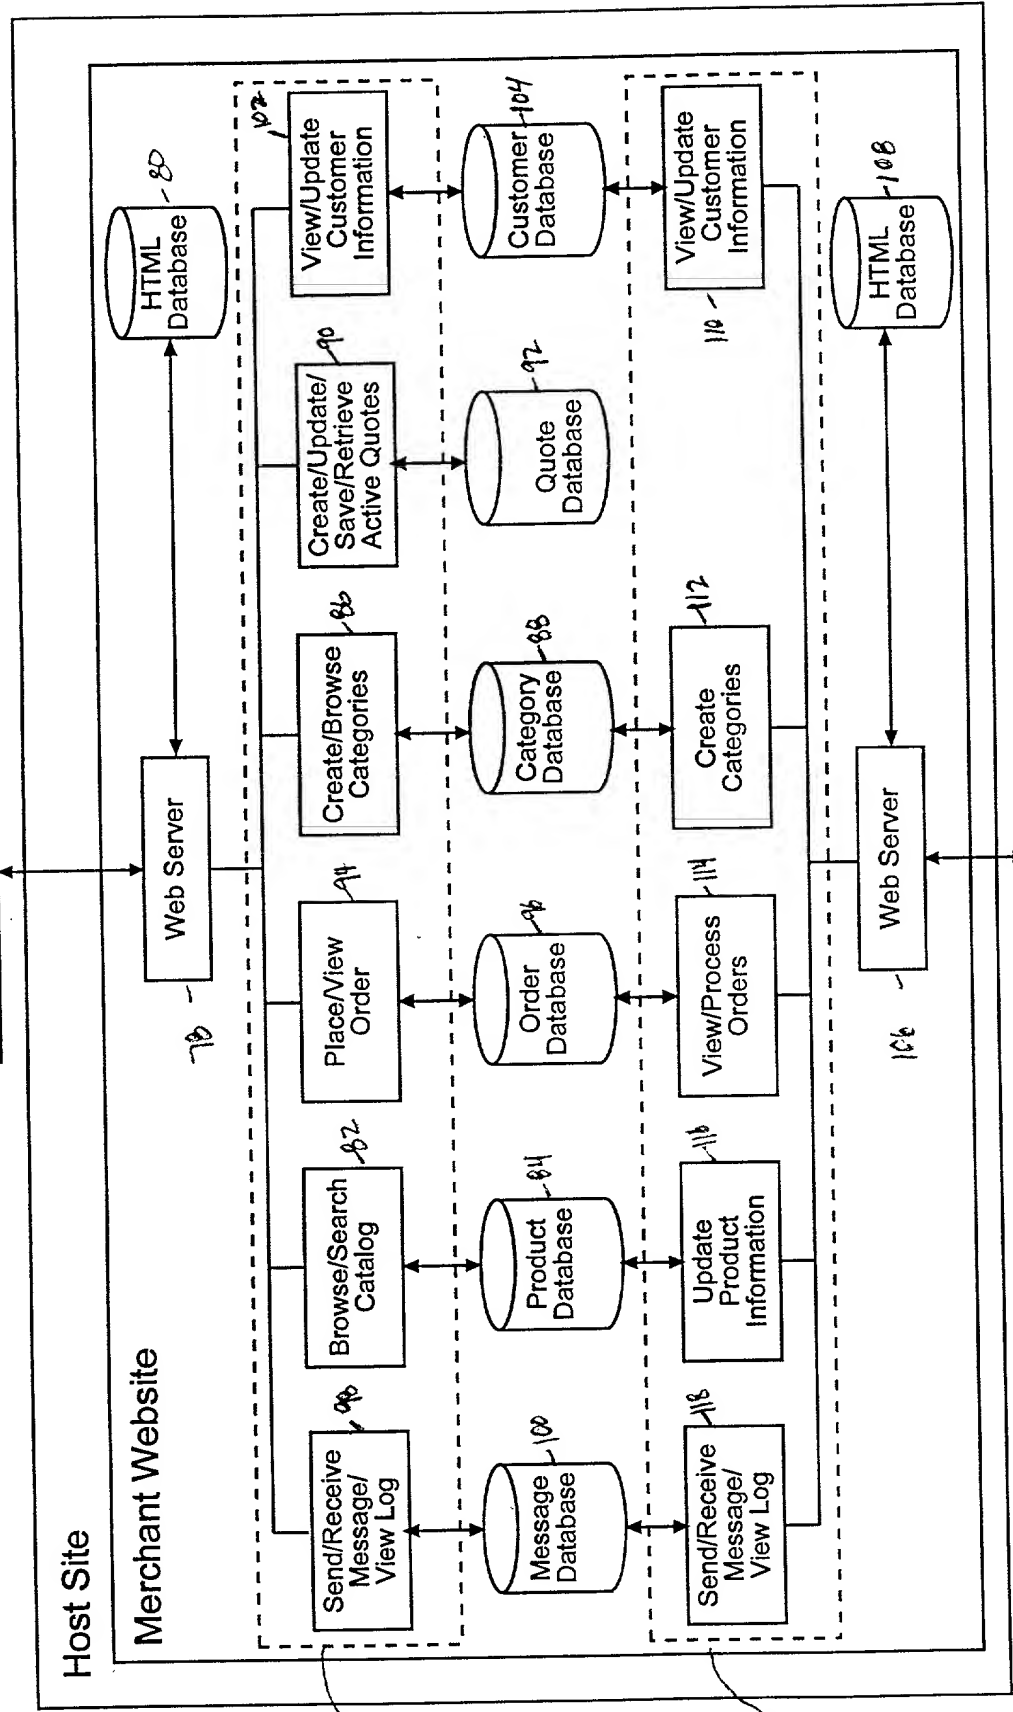 Host Site
Merchant Website
78
Web Server
HTML
Database
80
Send/Receive
Message/
View Log
Browse/Search
Catalog
82
Place/View
Order
94
Create/Browse
Categories
86
Create/Update/
Save/Retrieve
Active Quotes
90
View/Update
Customer
Information
102
Message
Database
100
Product
Database
84
Order
Database
96
Category
Database
88
Quote
Database
92
Customer
Database
104
Send/Receive
Message/
View Log
118
Update
Product
Information
116
View/Process
Orders
114
Create
Categories
112
View/Update
Customer
Information
110
106
Web Server
HTML
Database
108